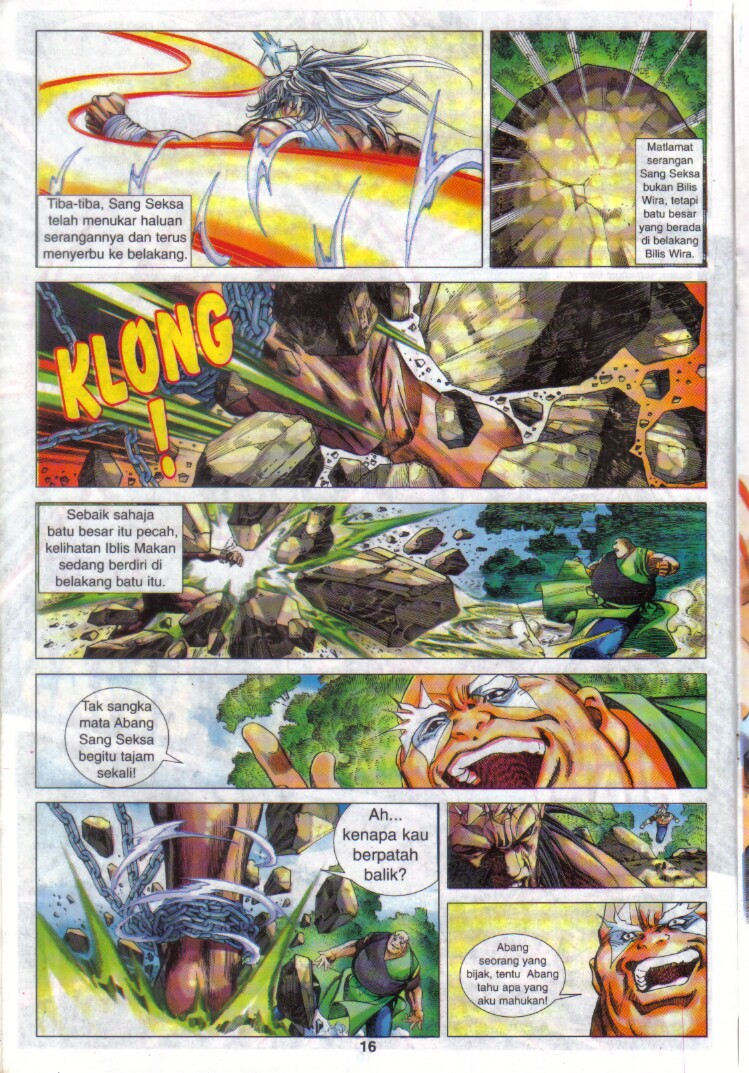 Tiba-tiba, Sang Seksa
telah menukar haluan
serangannya dan terus
menyerbu ke belakang.
Matlamat
serangan
Sang Seksa
bukan Bilis
Wira, tetapi
batu besar
yang berada
di belakang
Bilis Wira.
KLONG
!
Sebaik sahaja
batu besar itu pecah,
kelihatan Iblis Makan
sedang berdiri di
belakang batu itu.
Tak sangka
mata Abang
Sang Seksa
begitu tajam
sekali!
Ah...
kenapa kau
berpatah
balik?
Abang
seorang yang
bijak, tentu Abang
tahu apa yang
aku mahukan!
16